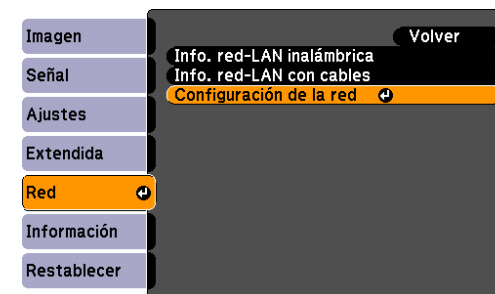 Imagen
Señal
Ajustes
Extendida
Red
Información
Restablecer
Volver
Info. red-LAN inalámbrica
Info. red-LAN con cables
Configuración de la red